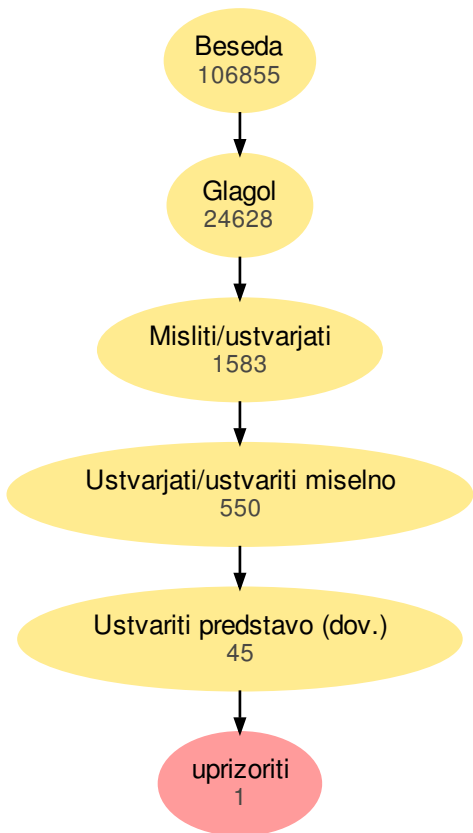 Beseda
106855
Glagol
24628
Misliti/ustvarjati
1583
Ustvarjati/ustvariti miselno
550
Ustvariti predstavo (dov.)
45
uprizoriti
1